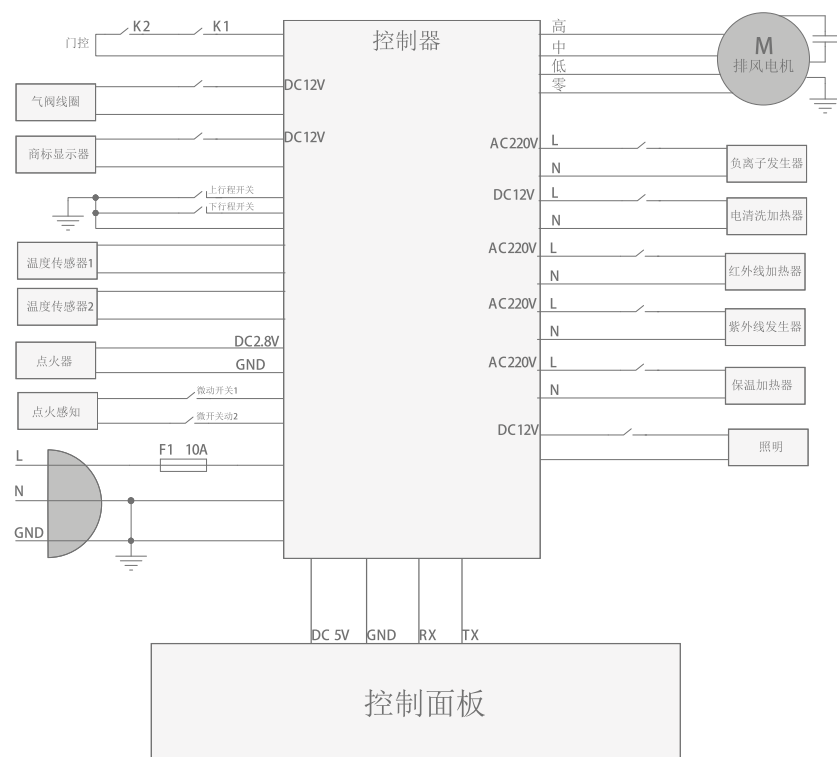 K2
K1
门控
控制器
高
中
低
零
M
排风电机
DC12V
气阀线圈
DC12V
商标显示器
上行程开关
下行程开关
温度传感器1
温度传感器2
DC2.8V
点火器
GND
微动开关1
点火感知
微开关动2
L
F1 10A
N
GND
AC220V
L
N
负离子发生器
DC12V
L
N
电清洗加热器
AC220V
L
N
红外线加热器
AC220V
L
N
紫外线发生器
AC220V
L
N
保温加热器
DC12V
照明
DC 5V
GND
RX
TX
控制面板